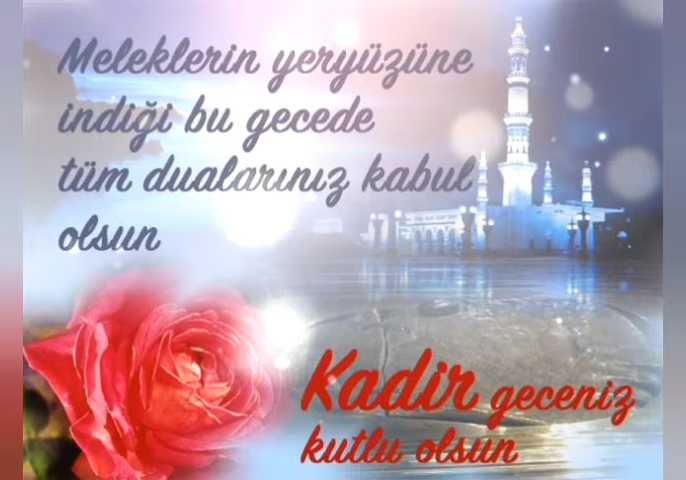 Meleklerin yeryüzüne
indiği bu gecede
tüm dualarınız kabul
olsun
Kadir geceniz
kutlu olsun